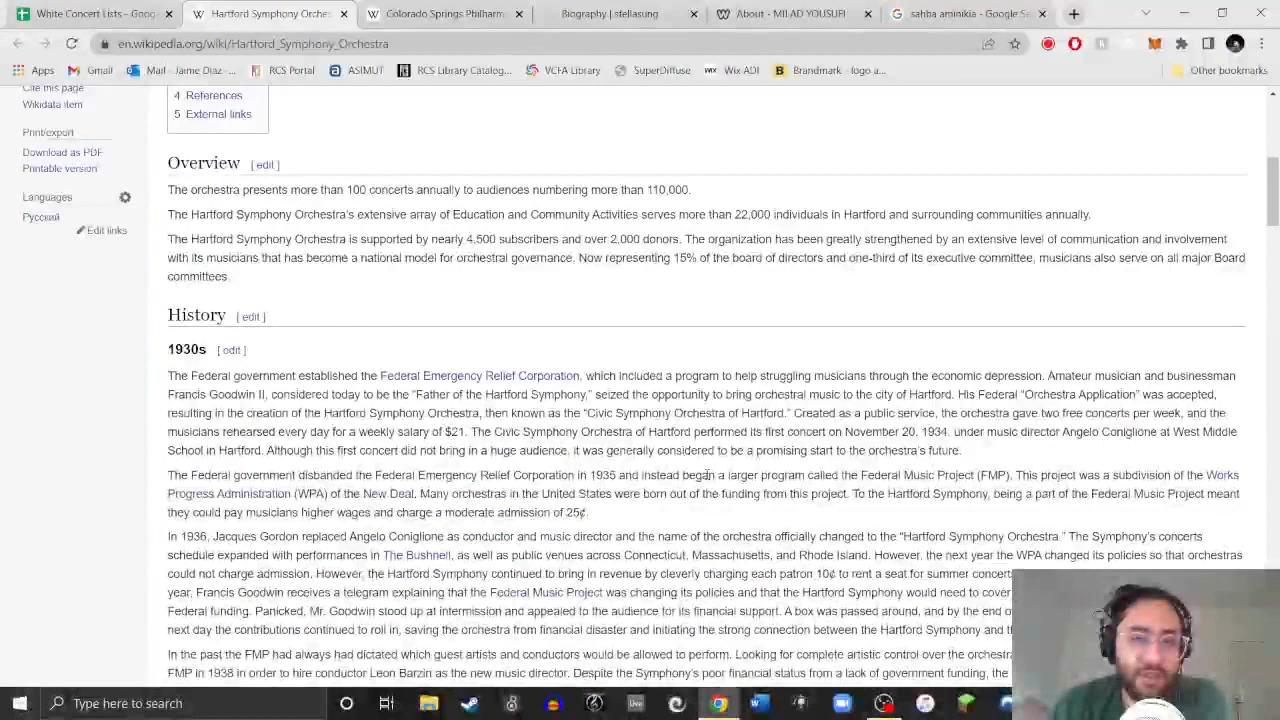 White Concert Lists - Goog
Hartford Symphony Orches
Colorado Springs Philharm
Biography | stellasung
About - MILAD YOUSUFI
sahba aminikia - Google Se
en.wikipedia.org/wiki/Hartford_Symphony_Orchestra
Apps
Gmail
Mail - Jaime Diaz -...
RCS Portal
ASIMUT
RCS Library Catalog...
VCFA Library
SuperDiffuse
WIX Wix ADI
Brandmark - logo a...
Other bookmarks
Cite this page
Wikidata item
Print/export
Download as PDF
Printable version
Languages
Русский
Edit links
4 References
5 External links
Overview [ edit ]
The orchestra presents more than 100 concerts annually to audiences numbering more than 110,000.
The Hartford Symphony Orchestra's extensive array of Education and Community Activities serves more than 22,000 individuals in Hartford and surrounding communities annually.
The Hartford Symphony Orchestra is supported by nearly 4,500 subscribers and over 2,000 donors. The organization has been greatly strengthened by an extensive level of communication and involvement
with its musicians that has become a national model for orchestral governance. Now representing 15% of the board of directors and one-third of its executive committee, musicians also serve on all major Board
committees.
History [ edit ]
1930s [ edit ]
The Federal government established the Federal Emergency Relief Corporation, which included a program to help struggling musicians through the economic depression. Amateur musician and businessman
Francis Goodwin II, considered today to be the “Father of the Hartford Symphony,” seized the opportunity to bring orchestral music to the city of Hartford. His Federal “Orchestra Application” was accepted,
resulting in the creation of the Hartford Symphony Orchestra, then known as the “Civic Symphony Orchestra of Hartford.” Created as a public service, the orchestra gave two free concerts per week, and the
musicians rehearsed every day for a weekly salary of $21. The Civic Symphony Orchestra of Hartford performed its first concert on November 20, 1934, under music director Angelo Coniglione at West Middle
School in Hartford. Although this first concert did not bring in a huge audience, it was generally considered to be a promising start to the orchestra's future.
The Federal government disbanded the Federal Emergency Relief Corporation in 1935 and instead began a larger program called the Federal Music Project (FMP). This project was a subdivision of the Works
Progress Administration (WPA) of the New Deal. Many orchestras in the United States were born out of the funding from this project. To the Hartford Symphony, being a part of the Federal Music Project meant
they could pay musicians higher wages and charge a moderate admission of 25¢.
In 1936, Jacques Gordon replaced Angelo Coniglione as conductor and music director and the name of the orchestra officially changed to the “Hartford Symphony Orchestra.” The Symphony's concerts
schedule expanded with performances in The Bushnell, as well as public venues across Connecticut, Massachusetts, and Rhode Island. However, the next year the WPA changed its policies so that orchestras
could not charge admission. However, the Hartford Symphony continued to bring in revenue by cleverly charging each patron 10¢ to rent a seat for summer concert
year, Francis Goodwin receives a telegram explaining that the Federal Music Project was changing its policies and that the Hartford Symphony would need to cover
Federal funding. Panicked, Mr. Goodwin stood up at intermission and appealed to the audience for its financial support. A box was passed around, and by the end o
next day the contributions continued to roll in, saving the orchestra from financial disaster and initiating the strong connection between the Hartford Symphony and th
In the past the FMP had always had dictated which guest artists and conductors would be allowed to perform. Looking for complete artistic control over the orchestr
FMP in 1938 in order to hire conductor Leon Barzin as the new music director. Despite the Symphony's poor financial status from a lack of government funding, the
Type here to search
Live